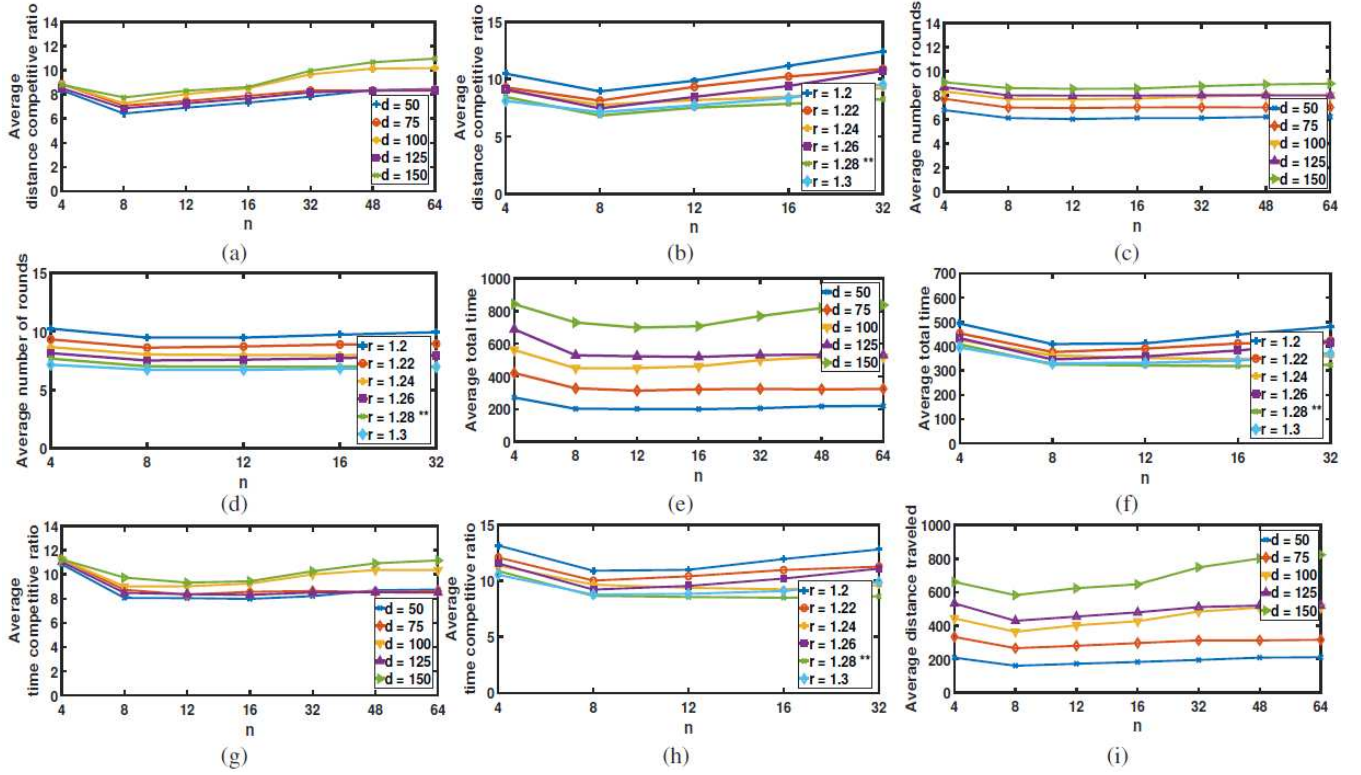 Average
distance competitive ratio
14
12
10
8
6
4
2
0
d = 50
d = 75
d = 100
d = 125
d = 150
4 8 12 16 32 48 64
n
(a)
Average
distance competitive ratio
15
10
5
0
r = 1.2
r = 1.22
r = 1.24
r = 1.26
r = 1.28 **
r = 1.3
4 8 12 16 32
n
(b)
Average number of rounds
14
12
10
8
6
4
2
0
d = 50
d = 75
d = 100
d = 125
d = 150
4 8 12 16 32 48 64
n
(c)
Average number of rounds
15
10
5
0
r = 1.2
r = 1.22
r = 1.24
r = 1.26
r = 1.28 **
r = 1.3
4 8 12 16 32
n
(d)
Average total time
1000
800
600
400
200
0
d = 50
d = 75
d = 100
d = 125
d = 150
4 8 12 16 32 48 64
n
(e)
Average total time
700
600
500
400
300
200
100
0
r = 1.2
r = 1.22
r = 1.24
r = 1.26
r = 1.28 **
r = 1.3
4 8 12 16 32
n
(f)
Average
time competitive ratio
14
12
10
8
6
4
2
0
d = 50
d = 75
d = 100
d = 125
d = 150
4 8 12 16 32 48 64
n
(g)
Average
time competitive ratio
15
10
5
0
r = 1.2
r = 1.22
r = 1.24
r = 1.26
r = 1.28 **
r = 1.3
4 8 12 16 32
n
(h)
Average distance traveled
1000
800
600
400
200
0
d = 50
d = 75
d = 100
d = 125
d = 150
4 8 12 16 32 48 64
n
(i)